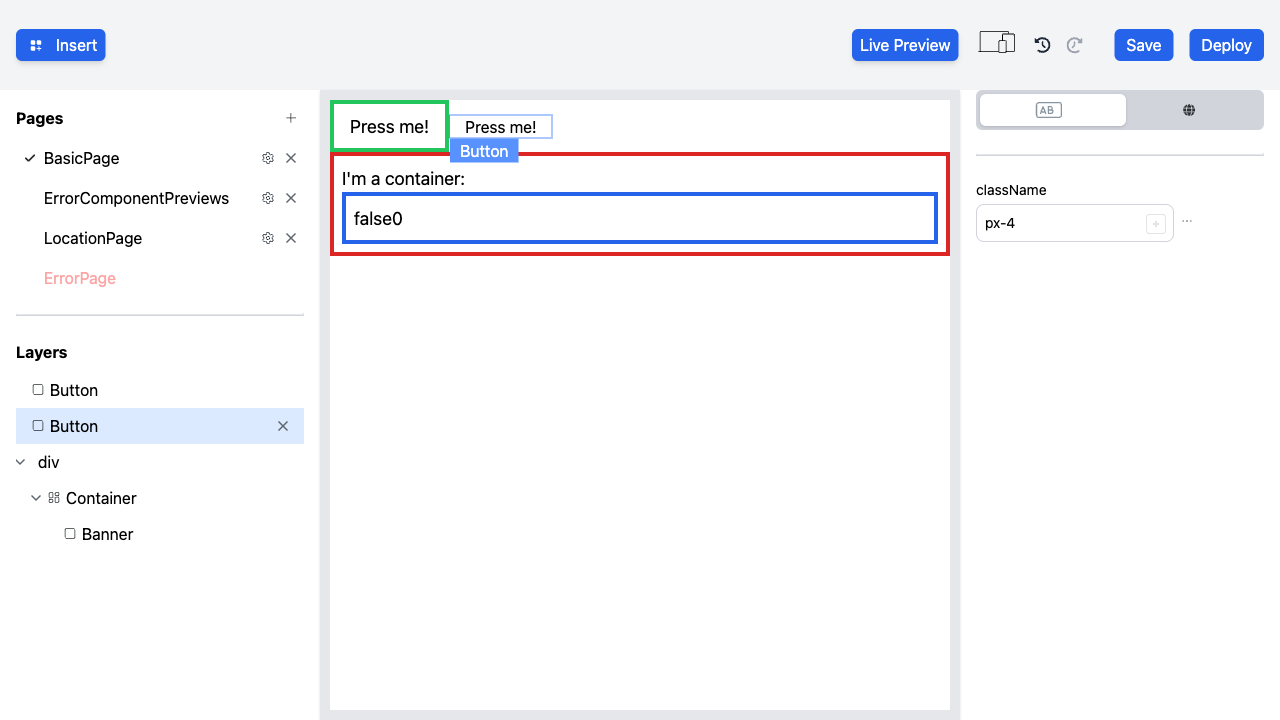 Insert
Live Preview
Save
Deploy
Pages
BasicPage
ErrorComponentPreviews
LocationPage
ErrorPage
Layers
Button
Button
div
Container
Banner
Press me!
Press me!
Button
I'm a container:
false0
AB
className
px-4